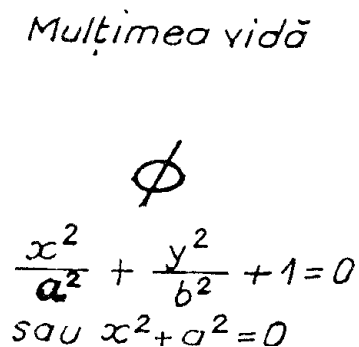 Mulțimea vidă
∅
x²/a² + y²/b² + 1 = 0
sau x² + a² = 0